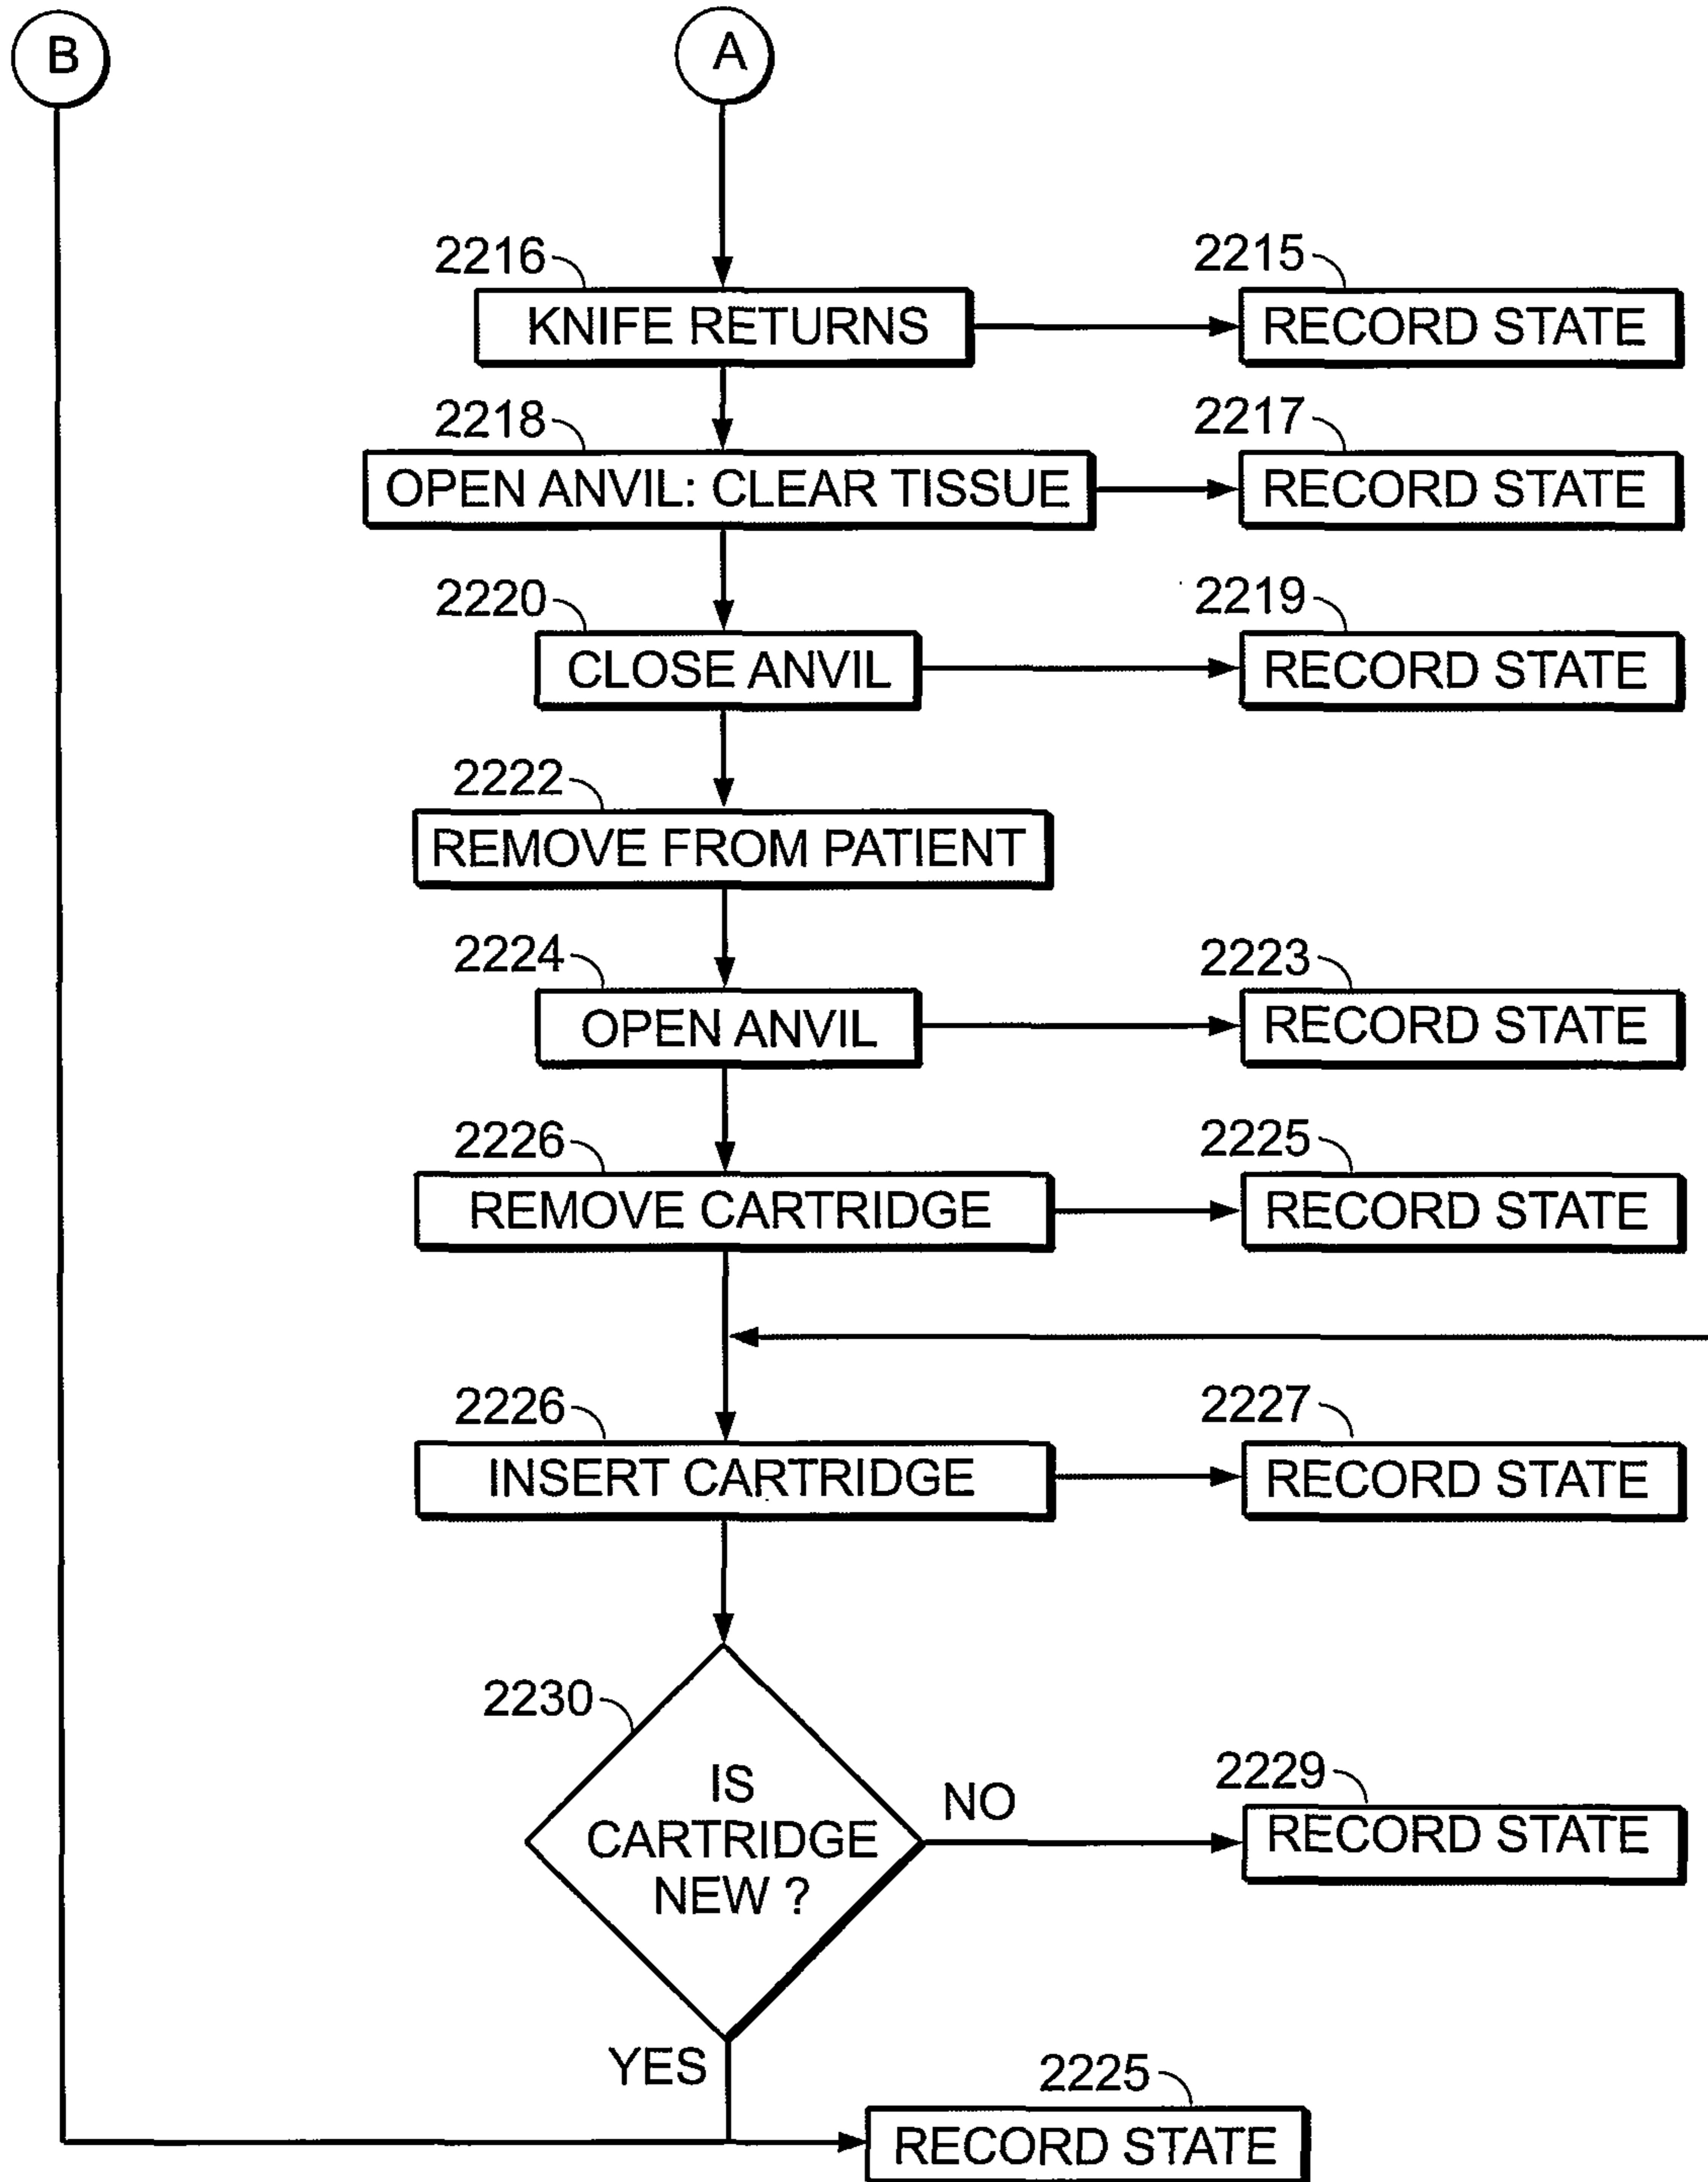 B
A
2216
KNIFE RETURNS
2215
RECORD STATE
2218
OPEN ANVIL: CLEAR TISSUE
2217
RECORD STATE
2220
CLOSE ANVIL
2219
RECORD STATE
2222
REMOVE FROM PATIENT
2224
OPEN ANVIL
2223
RECORD STATE
2226
REMOVE CARTRIDGE
2225
RECORD STATE
2226
INSERT CARTRIDGE
2227
RECORD STATE
2230
IS
CARTRIDGE
NEW ?
NO
2229
RECORD STATE
YES
2225
RECORD STATE